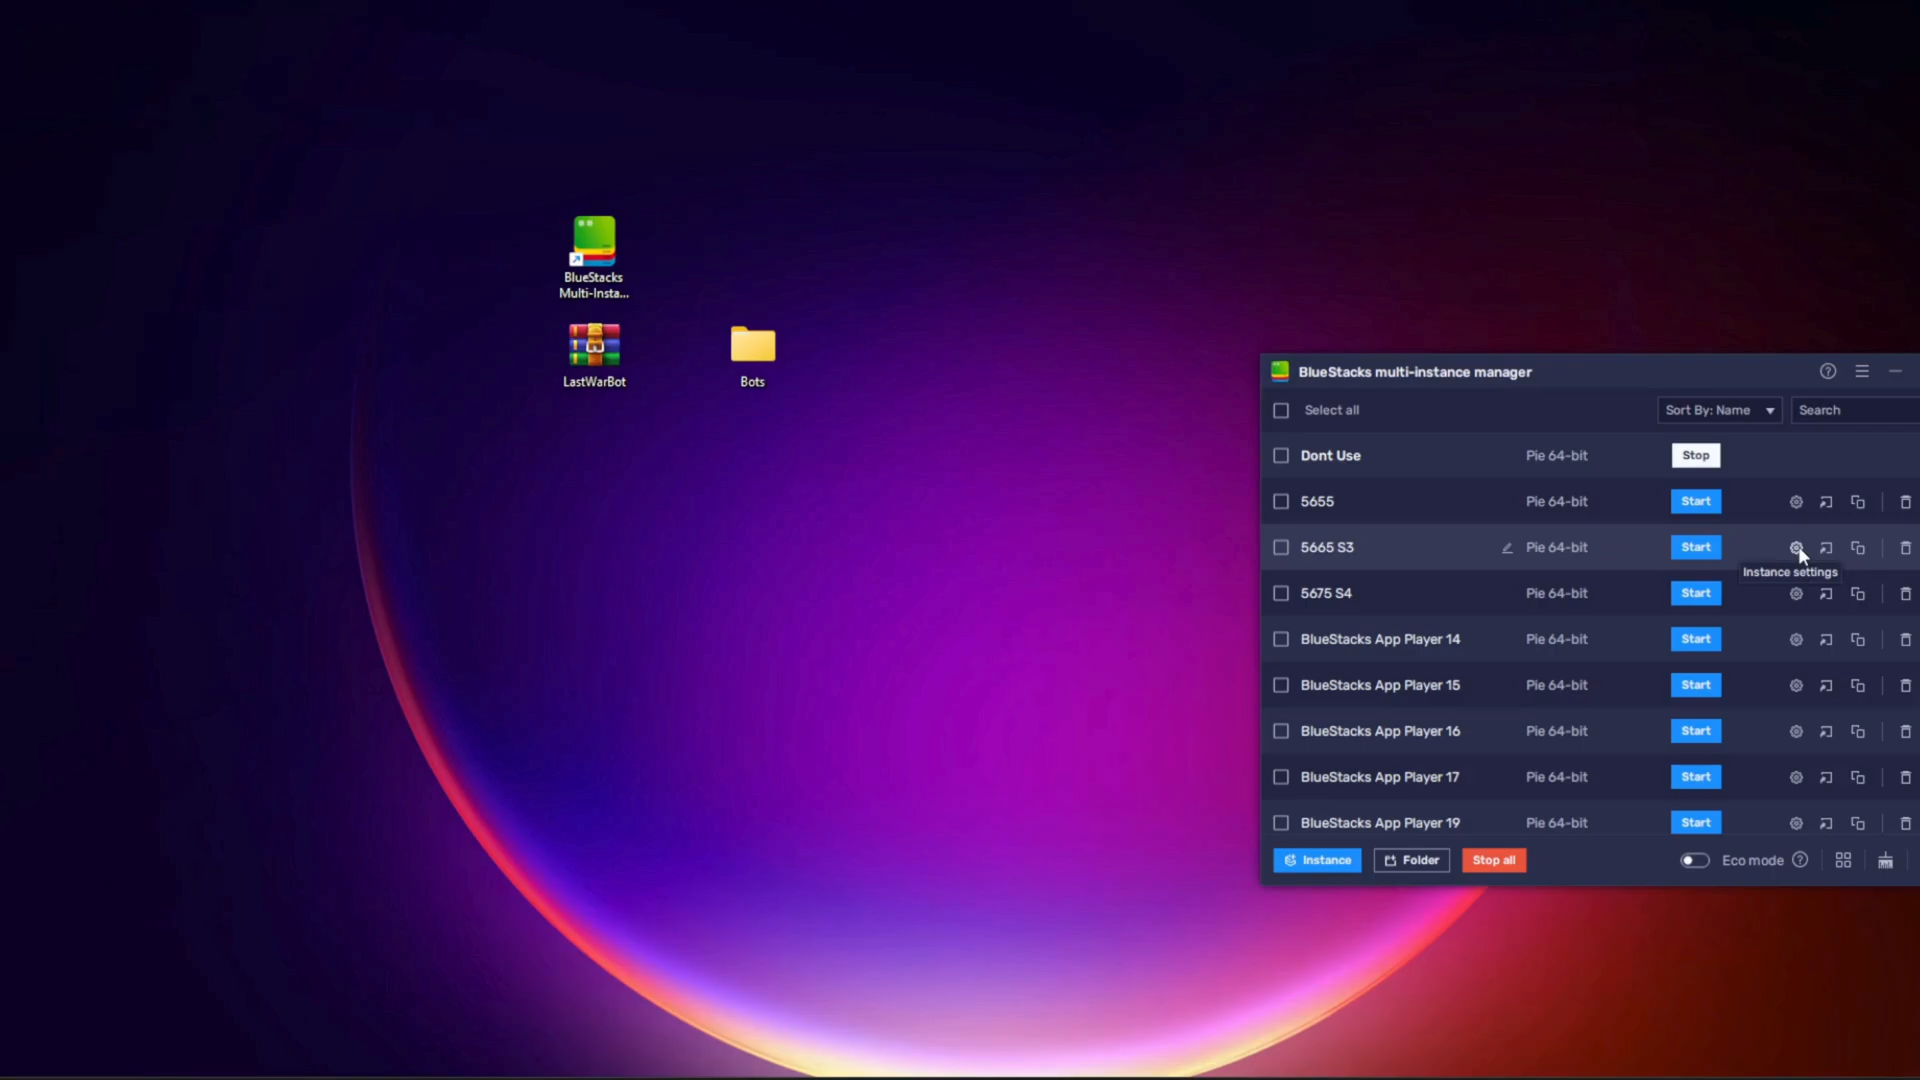 BlueStacks
Multi-Insta...
LastWarBot
Bots
BlueStacks multi-instance manager
Select all
Sort By: Name
Search
Dont Use Pie 64-bit Stop
5655 Pie 64-bit Start
5665 S3 Pie 64-bit Start
Instance settings
5675 S4 Pie 64-bit Start
BlueStacks App Player 14 Pie 64-bit Start
BlueStacks App Player 15 Pie 64-bit Start
BlueStacks App Player 16 Pie 64-bit Start
BlueStacks App Player 17 Pie 64-bit Start
BlueStacks App Player 19 Pie 64-bit Start
Instance Folder Stop all Eco mode